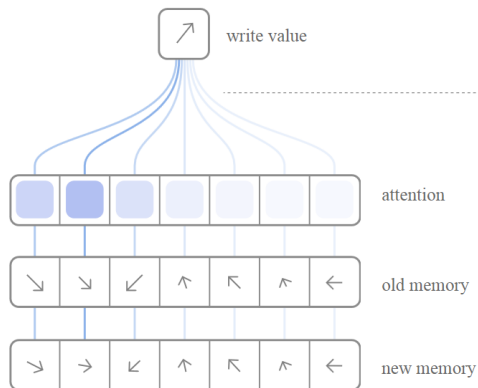 write value
attention
old memory
new memory